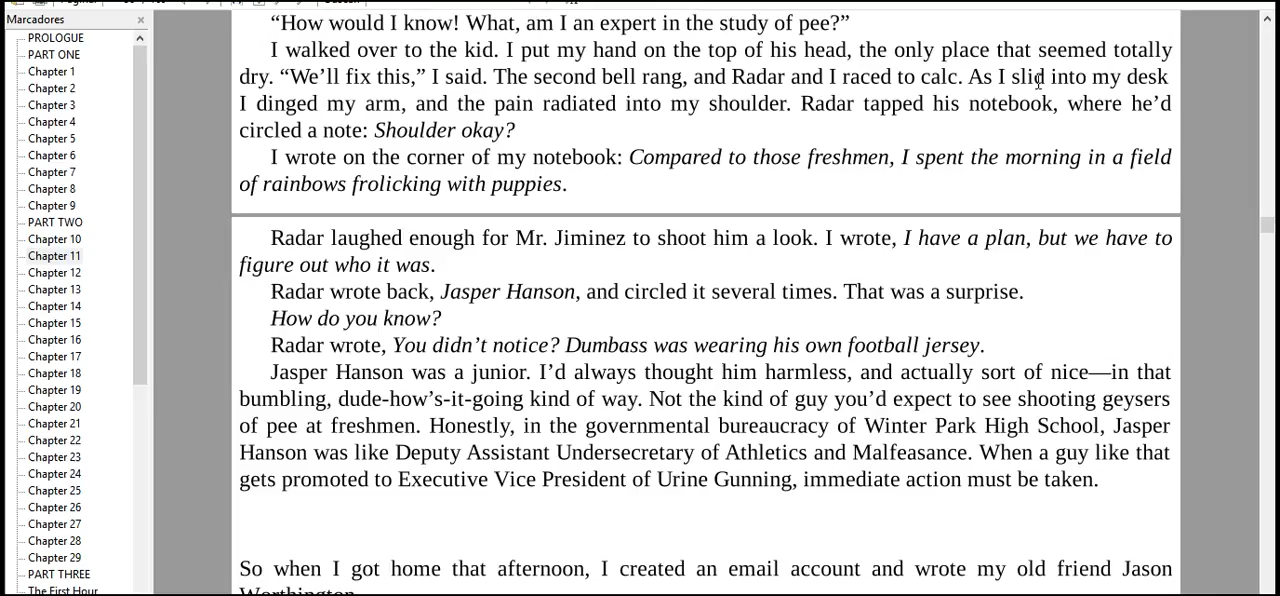 Marcadores
PROLOGUE
PART ONE
Chapter 1
Chapter 2
Chapter 3
Chapter 4
Chapter 5
Chapter 6
Chapter 7
Chapter 8
Chapter 9
PART TWO
Chapter 10
Chapter 11
Chapter 12
Chapter 13
Chapter 14
Chapter 15
Chapter 16
Chapter 17
Chapter 18
Chapter 19
Chapter 20
Chapter 21
Chapter 22
Chapter 23
Chapter 24
Chapter 25
Chapter 26
Chapter 27
Chapter 28
Chapter 29
PART THREE
The First Hour
“How would I know! What, am I an expert in the study of pee?”
I walked over to the kid. I put my hand on the top of his head, the only place that seemed totally
dry. “We’ll fix this,” I said. The second bell rang, and Radar and I raced to calc. As I slid into my desk
I dinged my arm, and the pain radiated into my shoulder. Radar tapped his notebook, where he’d
circled a note: Shoulder okay?
I wrote on the corner of my notebook: Compared to those freshmen, I spent the morning in a field
of rainbows frolicking with puppies.
Radar laughed enough for Mr. Jiminez to shoot him a look. I wrote, I have a plan, but we have to
figure out who it was.
Radar wrote back, Jasper Hanson, and circled it several times. That was a surprise.
How do you know?
Radar wrote, You didn’t notice? Dumbass was wearing his own football jersey.
Jasper Hanson was a junior. I’d always thought him harmless, and actually sort of nice—in that
bumbling, dude-how’s-it-going kind of way. Not the kind of guy you’d expect to see shooting geysers
of pee at freshmen. Honestly, in the governmental bureaucracy of Winter Park High School, Jasper
Hanson was like Deputy Assistant Undersecretary of Athletics and Malfeasance. When a guy like that
gets promoted to Executive Vice President of Urine Gunning, immediate action must be taken.
So when I got home that afternoon, I created an email account and wrote my old friend Jason
Worthington.